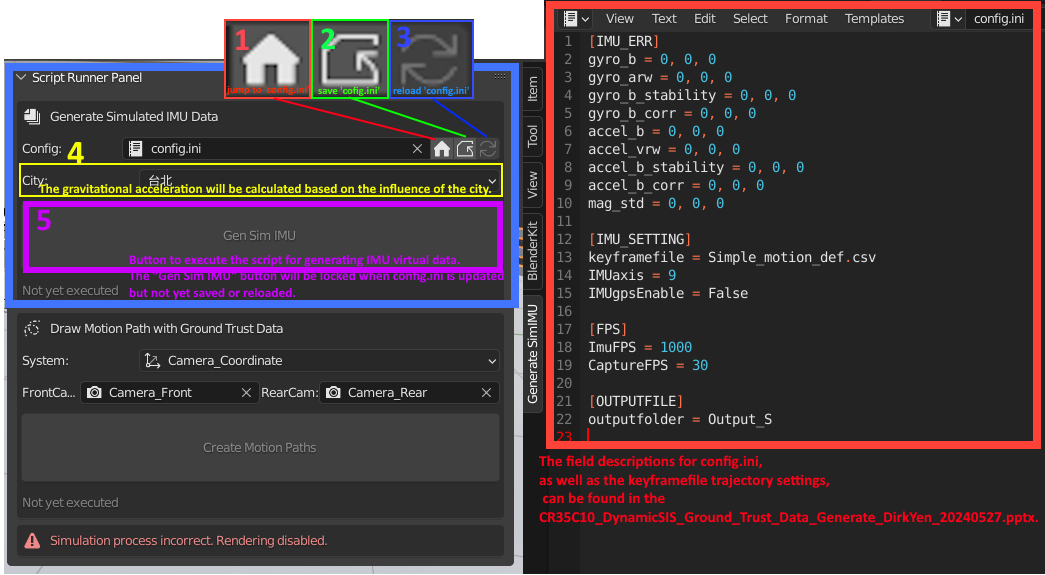 1
2
3
jump to 'config.ini'
save 'cofig.ini'
reload 'config.ini'
Script Runner Panel
Generate Simulated IMU Data
Config:
4
config.ini
City:
台北
The gravitational acceleration will be calculated based on the influence of the city.
5
Gen Sim IMU
Button to execute the script for generating IMU virtual data.
The "Gen Sim IMU" button will be locked when config.ini is updated
but not yet saved or reloaded.
Not yet executed
Draw Motion Path with Ground Trust Data
System:
Camera_Coordinate
FrontCa...
Camera_Front
RearCam:
Camera_Rear
Create Motion Paths
Not yet executed
Simulation process incorrect. Rendering disabled.
Item
Tool
View
BlenderKit
Generate SimIMU
View Text Edit Select Format Templates config.ini
1 [IMU_ERR]
2 gyro_b = 0, 0, 0
3 gyro_arw = 0, 0, 0
4 gyro_b_stability = 0, 0, 0
5 gyro_b_corr = 0, 0, 0
6 accel_b = 0, 0, 0
7 accel_vrw = 0, 0, 0
8 accel_b_stability = 0, 0, 0
9 accel_b_corr = 0, 0, 0
10 mag_std = 0, 0, 0
11
12 [IMU_SETTING]
13 keyframefile = Simple_motion_def.csv
14 IMUaxis = 9
15 IMUgpsEnable = False
16
17 [FPS]
18 ImuFPS = 1000
19 CaptureFPS = 30
20
21 [OUTPUTFILE]
22 outputfolder = Output_S
23
The field descriptions for config.ini,
as well as the keyframefile trajectory settings,
can be found in the
CR35C10_DynamicSIS_Ground_Trust_Data_Generate_DirkYen_20240527.pptx.